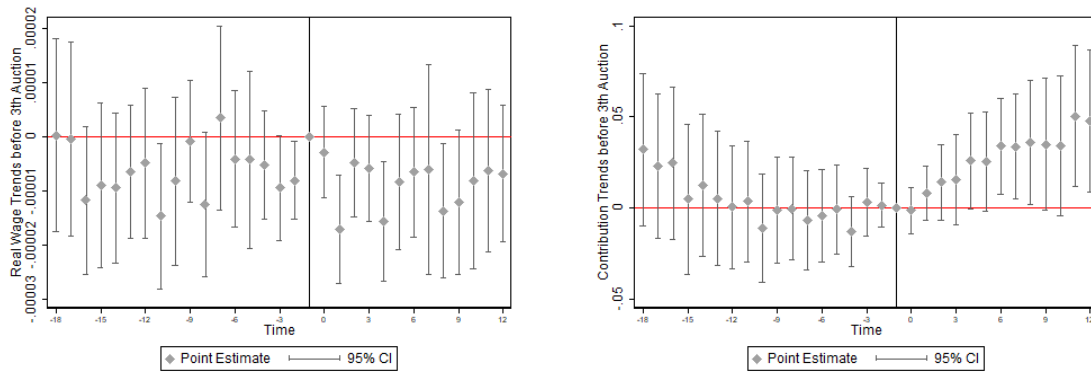 Real Wage Trends before 3th Auction
.00002
.00001
0
-.00001
-.00002
-.00003
-18 -15 -12 -9 -6 -3 0 3 6 9 12
Time
Point Estimate 95% CI
Contribution Trends before 3th Auction
.1
.05
0
-.05
-18 -15 -12 -9 -6 -3 0 3 6 9 12
Time
Point Estimate 95% CI